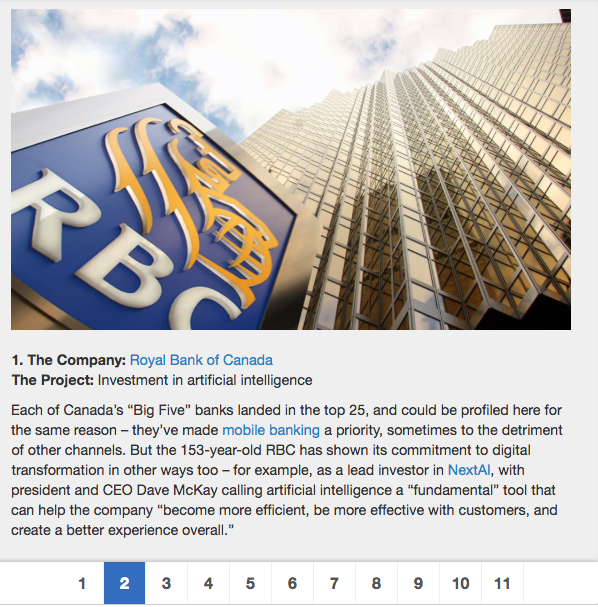 RBC
1. The Company: Royal Bank of Canada
The Project: Investment in artificial intelligence
Each of Canada’s “Big Five” banks landed in the top 25, and could be profiled here for
the same reason – they’ve made mobile banking a priority, sometimes to the detriment
of other channels. But the 153-year-old RBC has shown its commitment to digital
transformation in other ways too – for example, as a lead investor in NextAI, with
president and CEO Dave McKay calling artificial intelligence a “fundamental” tool that
can help the company “become more efficient, be more effective with customers, and
create a better experience overall.”
1 2 3 4 5 6 7 8 9 10 11